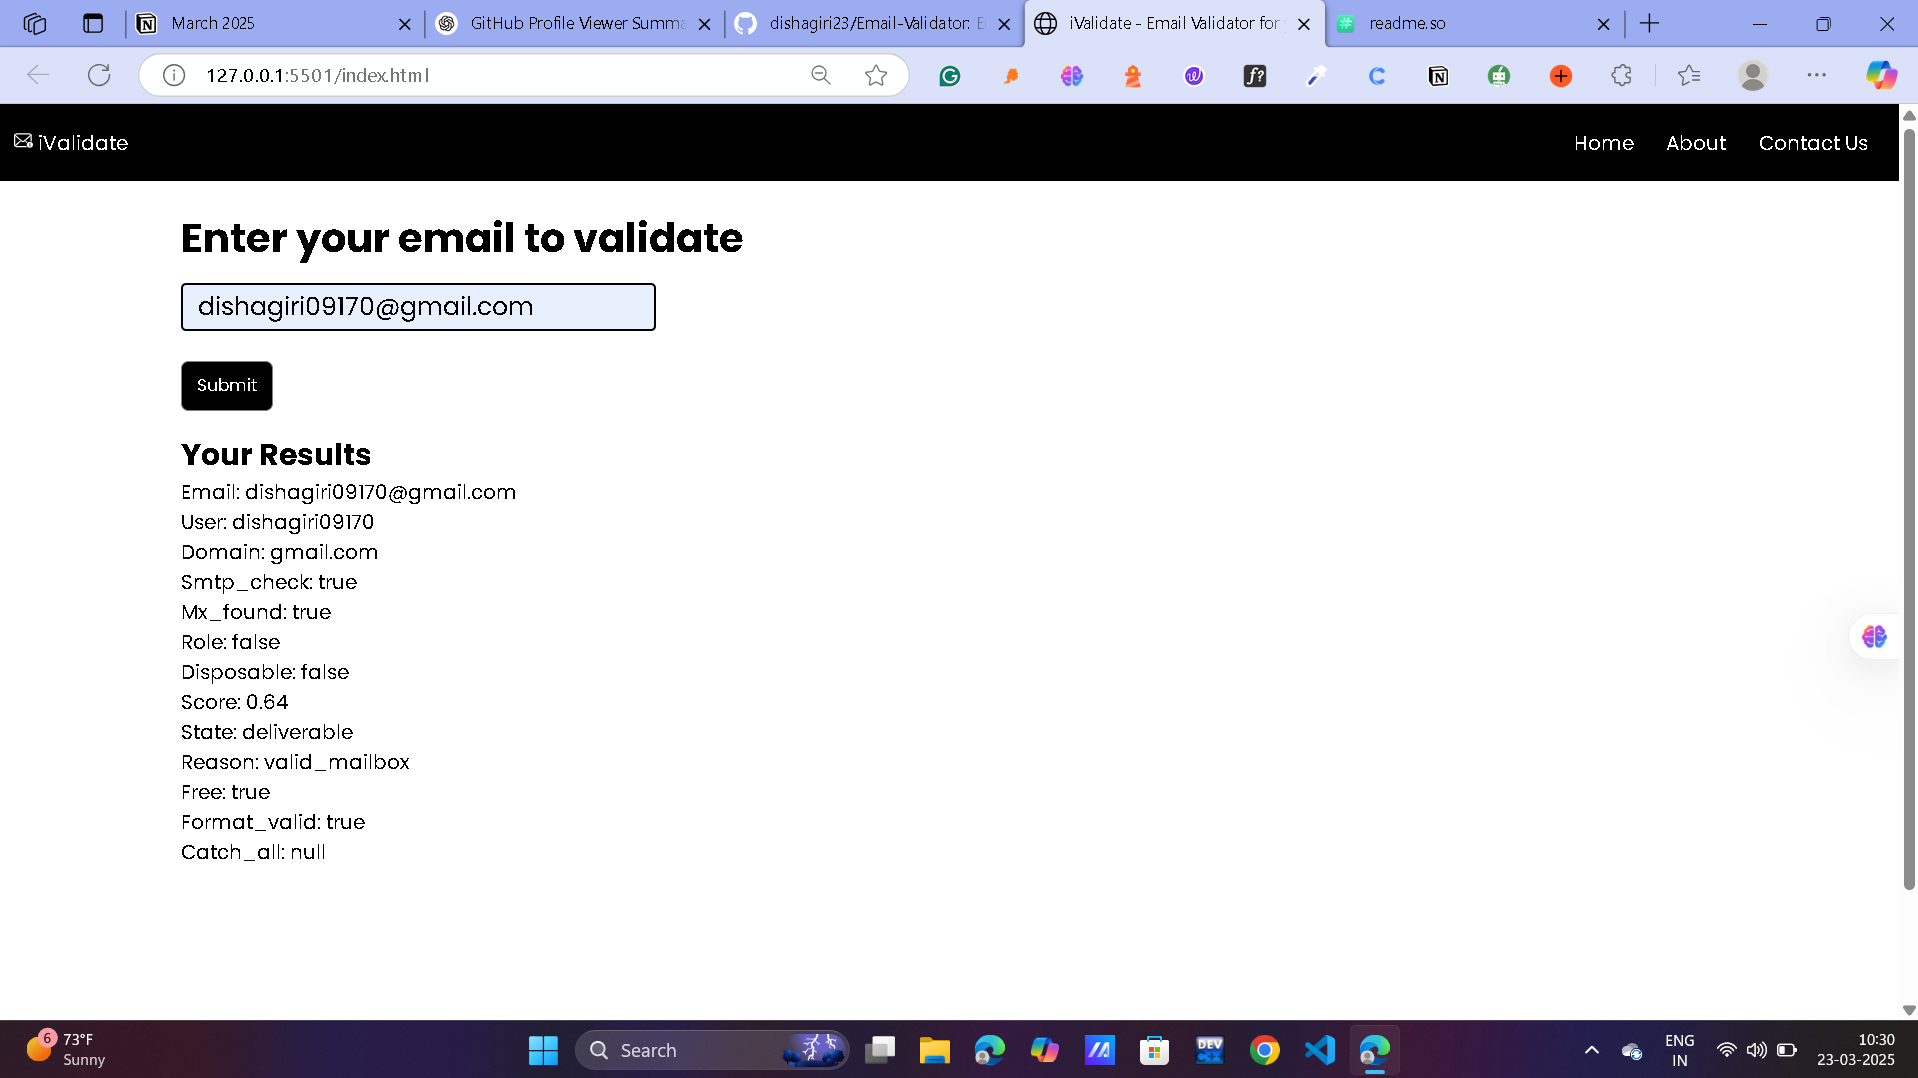 March 2025
GitHub Profile Viewer Summa
dishagiri23/Email-Validator: E
iValidate - Email Validator for
readme.so
127.0.0.1:5501/index.html
iValidate
Home
About
Contact Us
Enter your email to validate
dishagiri09170@gmail.com
Submit
Your Results
Email: dishagiri09170@gmail.com
User: dishagiri09170
Domain: gmail.com
Smtp_check: true
Mx_found: true
Role: false
Disposable: false
Score: 0.64
State: deliverable
Reason: valid_mailbox
Free: true
Format_valid: true
Catch_all: null
6
73°F
Sunny
Search
DEV
C++
ENG
IN
10:30
23-03-2025